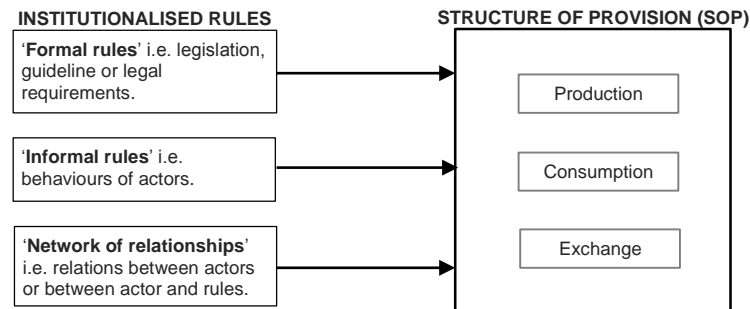 INSTITUTIONALISED RULES
'Formal rules' i.e. legislation,
guideline or legal
requirements.
'Informal rules' i.e.
behaviours of actors.
'Network of relationships'
i.e. relations between actors
or between actor and rules.
STRUCTURE OF PROVISION (SOP)
Production
Consumption
Exchange